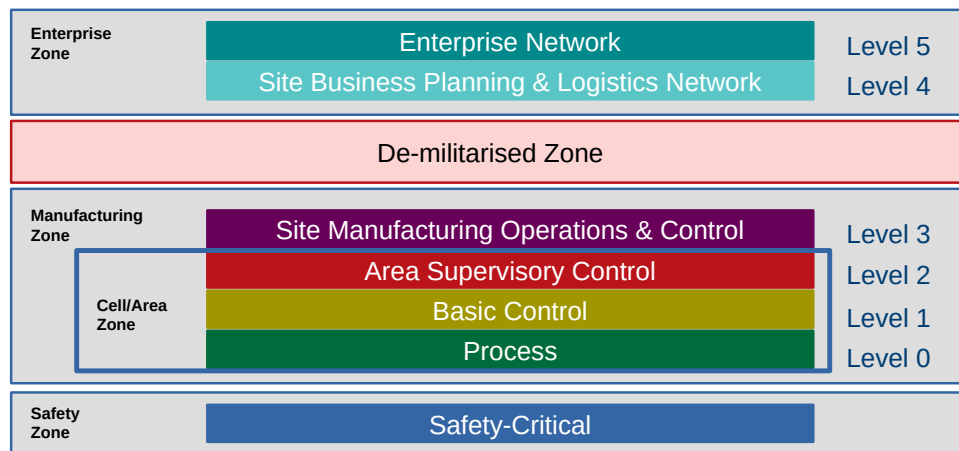 Enterprise
Zone
Enterprise Network
Level 5
Site Business Planning & Logistics Network
Level 4
De-militarised Zone
Manufacturing
Zone
Site Manufacturing Operations & Control
Level 3
Area Supervisory Control
Level 2
Cell/Area
Zone
Basic Control
Level 1
Process
Level 0
Safety
Zone
Safety-Critical